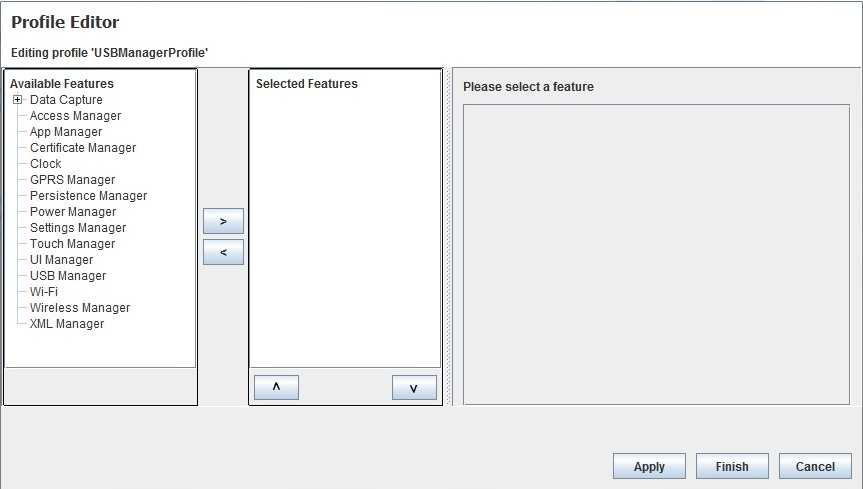 Profile Editor
Editing profile 'USBManagerProfile'
Available Features
Data Capture
Access Manager
App Manager
Certificate Manager
Clock
GPRS Manager
Persistence Manager
Power Manager
Settings Manager
Touch Manager
UI Manager
USB Manager
Wi-Fi
Wireless Manager
XML Manager
>
<
Selected Features
ʌ
v
Please select a feature
Apply
Finish
Cancel